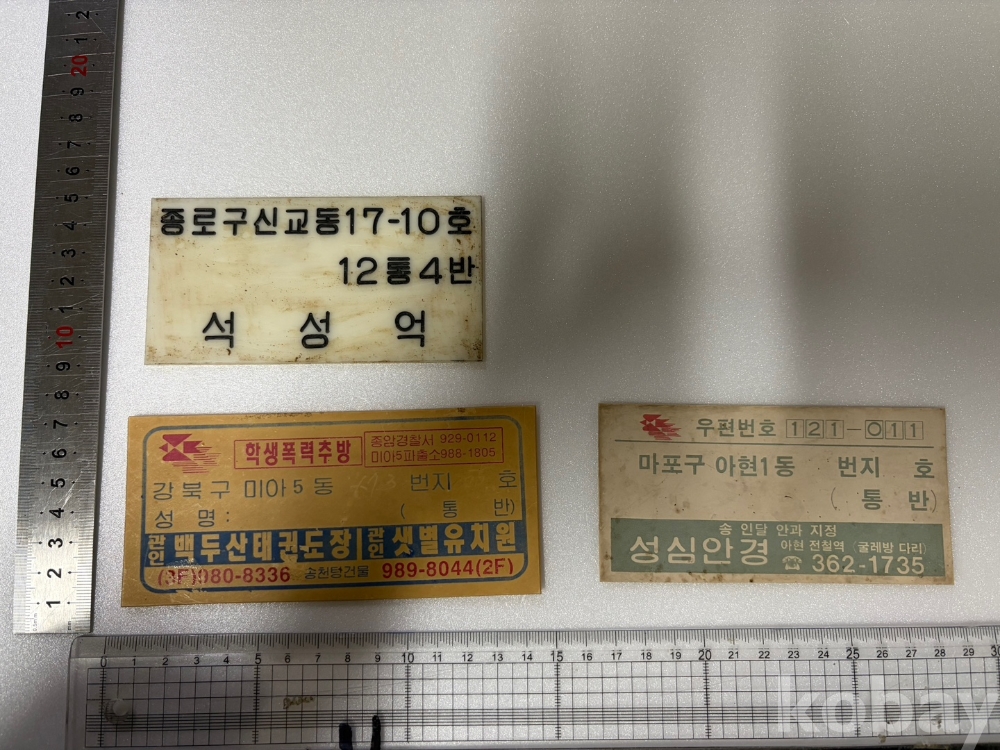 종로구신교동17-10호
12통4반
석 성 억
학생폭력추방
종암경찰서 929-0112
미아5파출소988-1805
강북구 미아5동 번지 호
성 명: ( 통 반)
관인 백두산태권도장 관인 샛별유치원
(3F)980-8336 송천텡건물 989-8044(2F)
우편번호 121-011
마포구 아현1동 번지 호
( 통 반)
송 인달 안과 지정
성심안경 아현 전철역 (굴레방 다리)
☎ 362-1735
kobay